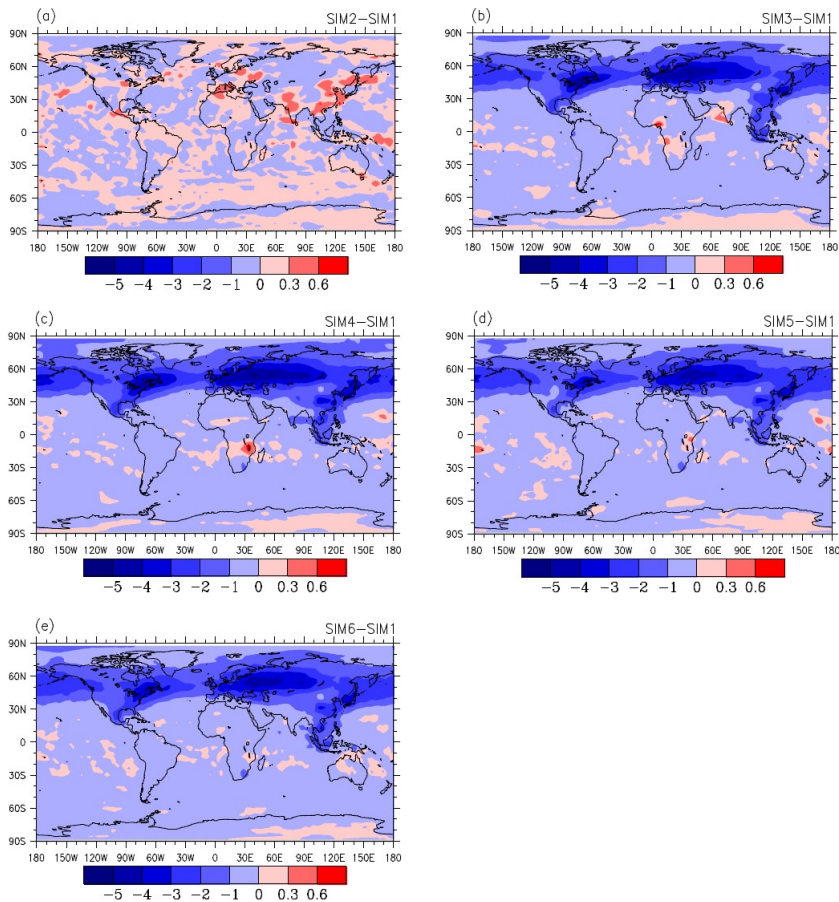 (a) SIM2−SIM1
90N
60N
30N
0
30S
60S
90S
180 150W 120W 90W 60W 30W 0 30E 60E 90E 120E 150E 180
−5 −4 −3 −2 −1 0 0.3 0.6
(b) SIM3−SIM1
90N
60N
30N
0
30S
60S
90S
180 150W 120W 90W 60W 30W 0 30E 60E 90E 120E 150E 180
−5 −4 −3 −2 −1 0 0.3 0.6
(c) SIM4−SIM1
90N
60N
30N
0
30S
60S
90S
180 150W 120W 90W 60W 30W 0 30E 60E 90E 120E 150E 180
−5 −4 −3 −2 −1 0 0.3 0.6
(d) SIM5−SIM1
90N
60N
30N
0
30S
60S
90S
180 150W 120W 90W 60W 30W 0 30E 60E 90E 120E 150E 180
−5 −4 −3 −2 −1 0 0.3 0.6
(e) SIM6−SIM1
90N
60N
30N
0
30S
60S
90S
180 150W 120W 90W 60W 30W 0 30E 60E 90E 120E 150E 180
−5 −4 −3 −2 −1 0 0.3 0.6